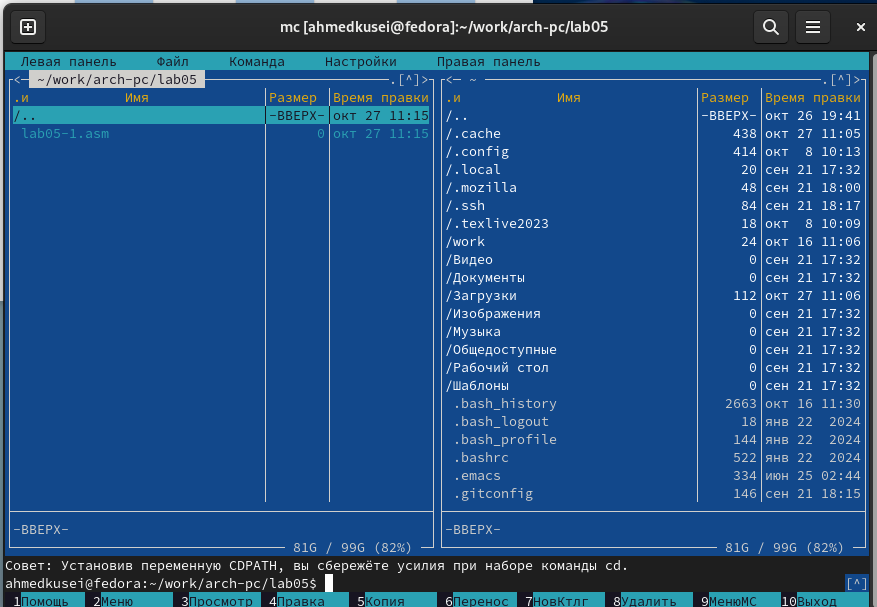 mc [ahmedkusei@fedora]:~/work/arch-pc/lab05
Левая панель Файл Команда Настройки Правая панель
<— ~/work/arch-pc/lab05 .[^]> <— ~ .[^]>
.и Имя Размер Время правки .и Имя Размер Время правки
/.. -ВВЕРХ- окт 27 11:15 /.. -ВВЕРХ- окт 26 19:41
lab05-1.asm 0 окт 27 11:15 /.cache 438 окт 27 11:05
/.config 414 окт 8 10:13
/.local 20 сен 21 17:32
/.mozilla 48 сен 21 18:00
/.ssh 84 сен 21 18:17
/.texlive2023 18 окт 8 10:09
/work 24 окт 16 11:06
/Видео 0 сен 21 17:32
/Документы 0 сен 21 17:32
/Загрузки 112 окт 27 11:06
/Изображения 0 сен 21 17:32
/Музыка 0 сен 21 17:32
/Общедоступные 0 сен 21 17:32
/Рабочий стол 0 сен 21 17:32
/Шаблоны 0 сен 21 17:32
.bash_history 2663 окт 16 11:30
.bash_logout 18 янв 22 2024
.bash_profile 144 янв 22 2024
.bashrc 522 янв 22 2024
.emacs 334 июн 25 02:44
.gitconfig 146 сен 21 18:15
-ВВЕРХ- -ВВЕРХ-
81G / 99G (82%) 81G / 99G (82%)
Совет: Установив переменную CDPATH, вы сбережёте усилия при наборе команды cd.
ahmedkusei@fedora:~/work/arch-pc/lab05$ [^]
1Помощь 2Меню 3Просмотр 4Правка 5Копия 6Перенос 7НовКтлг 8Удалить 9МенюMC 10Выход